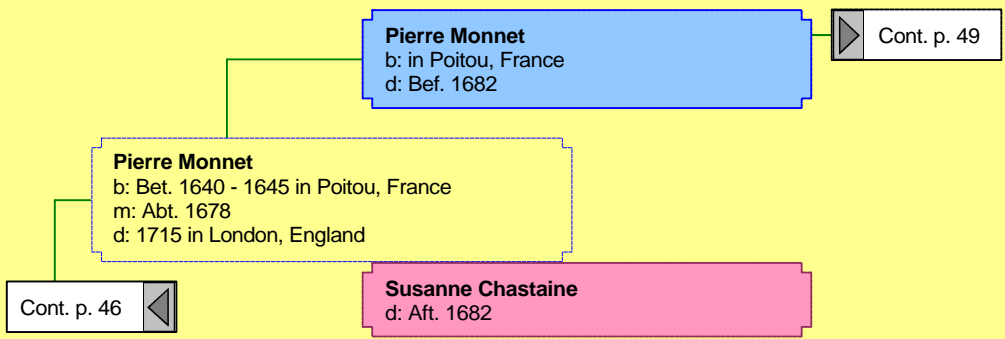 Pierre Monnet
b: in Poitou, France
d: Bef. 1682
Cont. p. 49
Pierre Monnet
b: Bet. 1640 - 1645 in Poitou, France
m: Abt. 1678
d: 1715 in London, England
Cont. p. 46
Susanne Chastaine
d: Aft. 1682